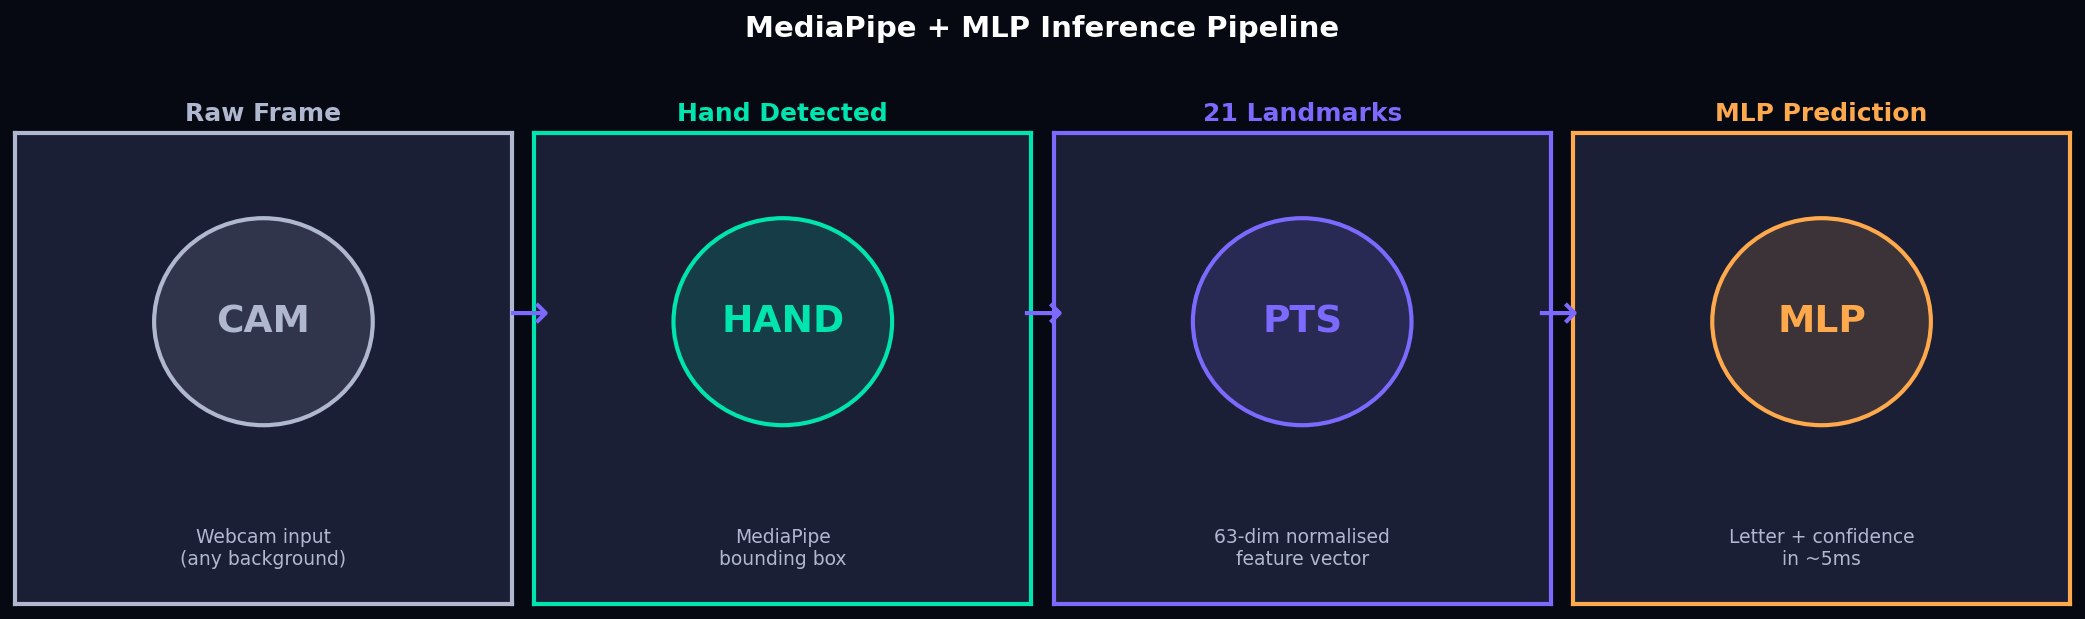 MediaPipe + MLP Inference Pipeline
Raw Frame
CAM
Webcam input
(any background)
→
Hand Detected
HAND
MediaPipe
bounding box
→
21 Landmarks
PTS
63-dim normalised
feature vector
→
MLP Prediction
MLP
Letter + confidence
in ~5ms